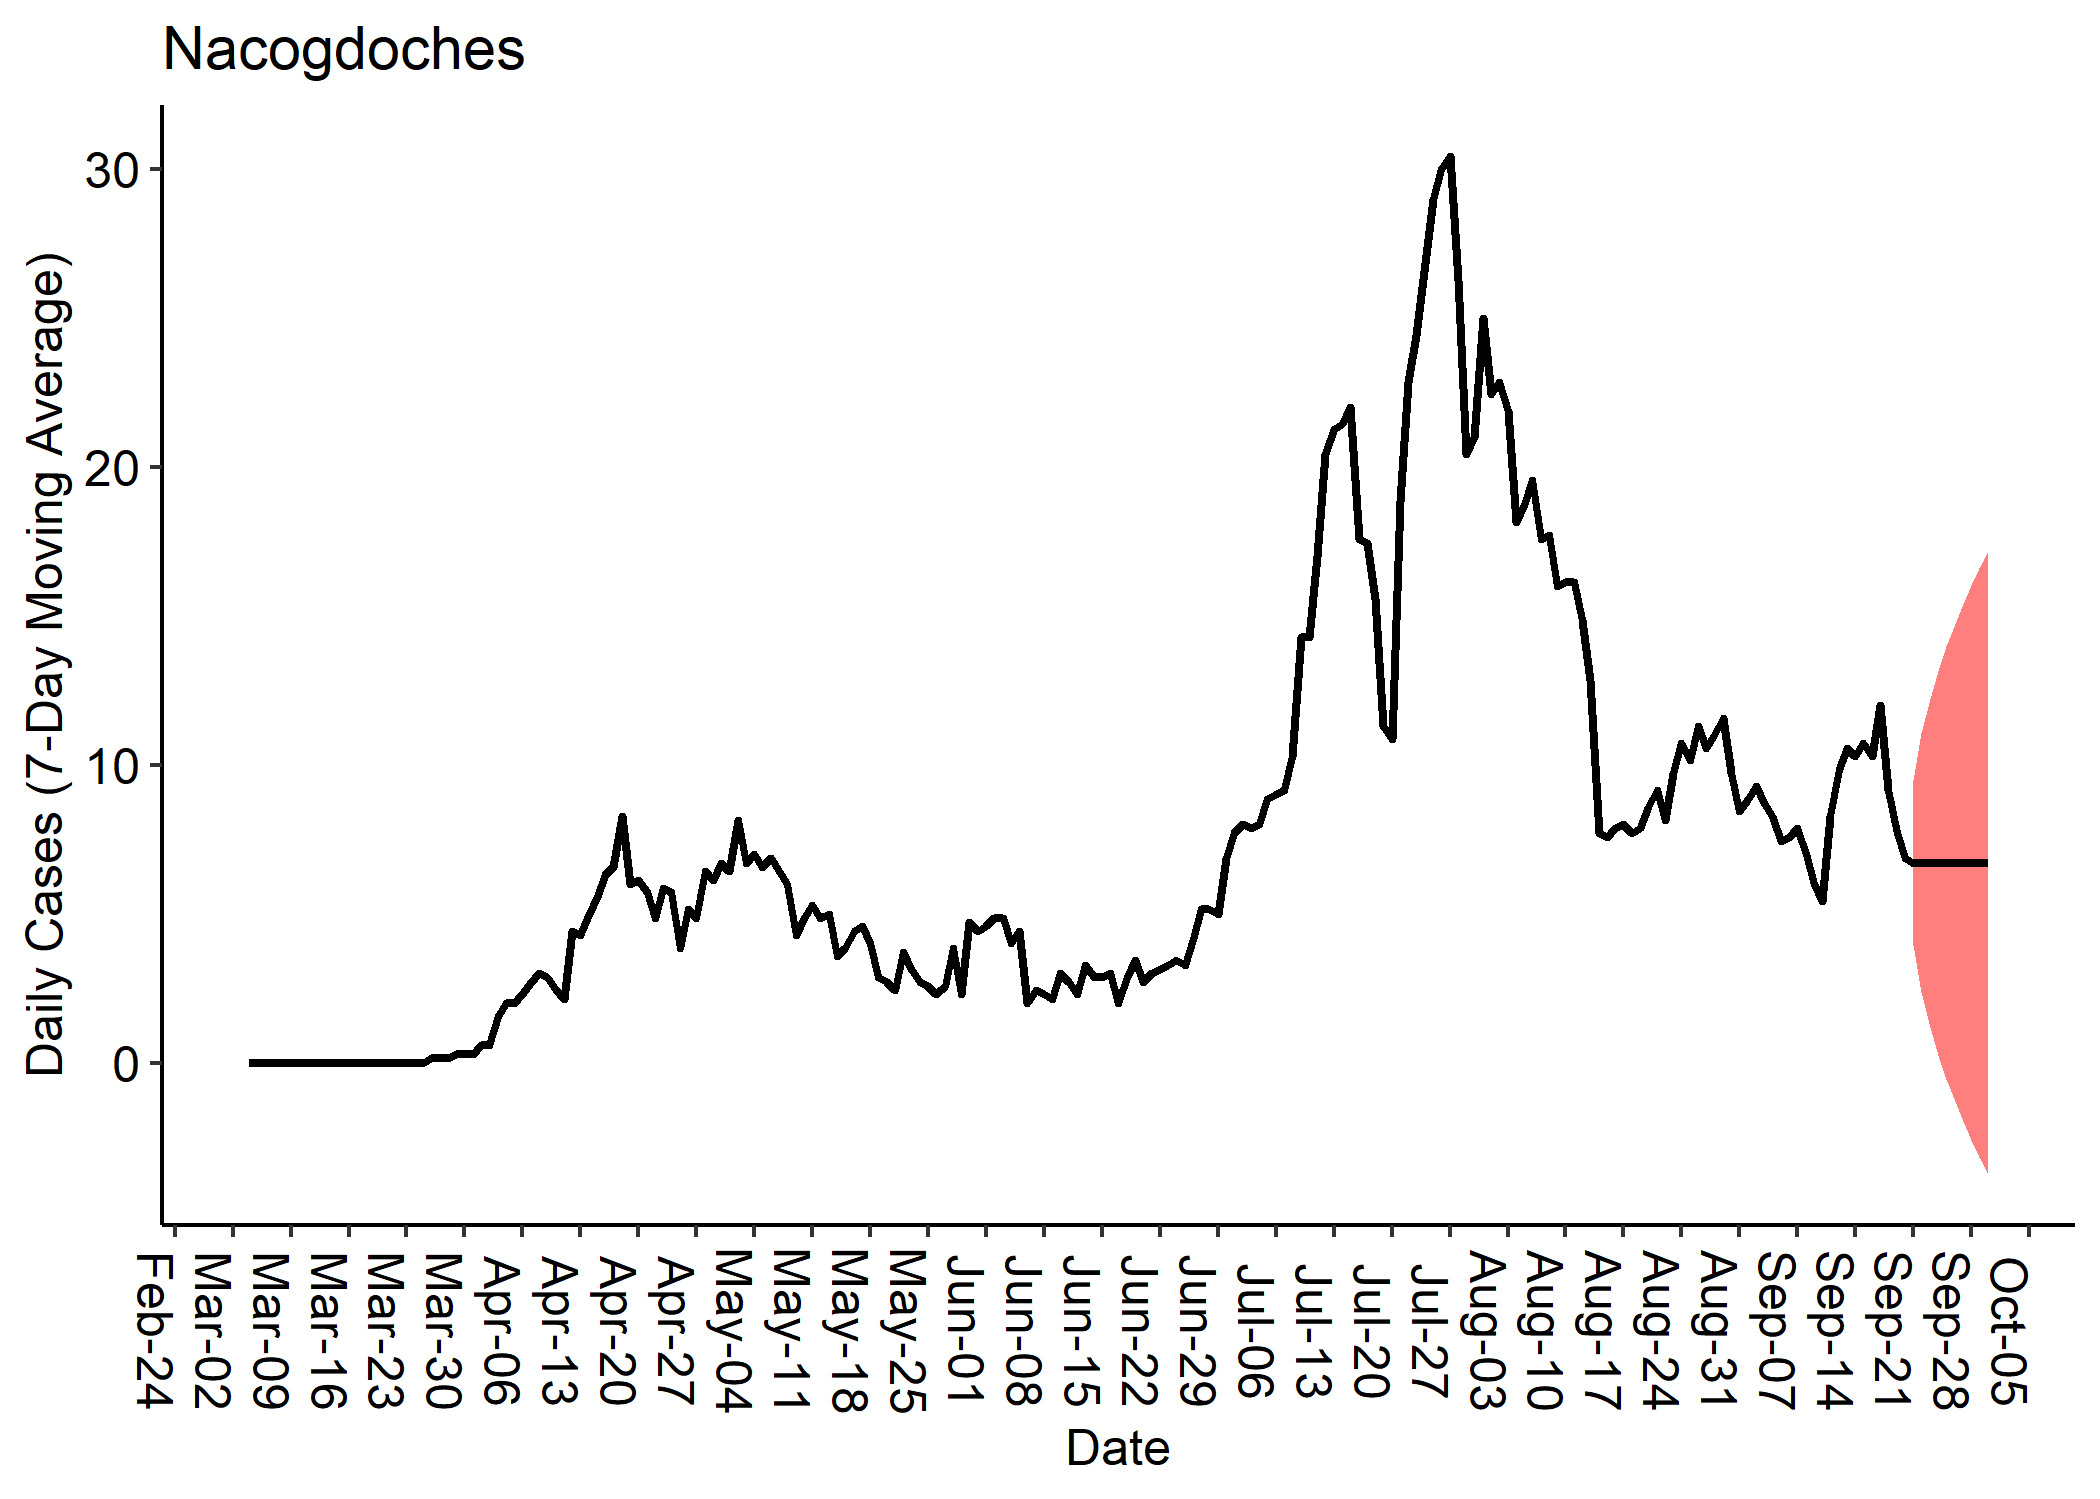 Nacogdoches
Daily Cases (7-Day Moving Average)
30
20
10
0
Feb-24
Mar-02
Mar-09
Mar-16
Mar-23
Mar-30
Apr-06
Apr-13
Apr-20
Apr-27
May-04
May-11
May-18
May-25
Jun-01
Jun-08
Jun-15
Jun-22
Jun-29
Jul-06
Jul-13
Jul-20
Jul-27
Aug-03
Aug-10
Aug-17
Aug-24
Aug-31
Sep-07
Sep-14
Sep-21
Sep-28
Oct-05
Date